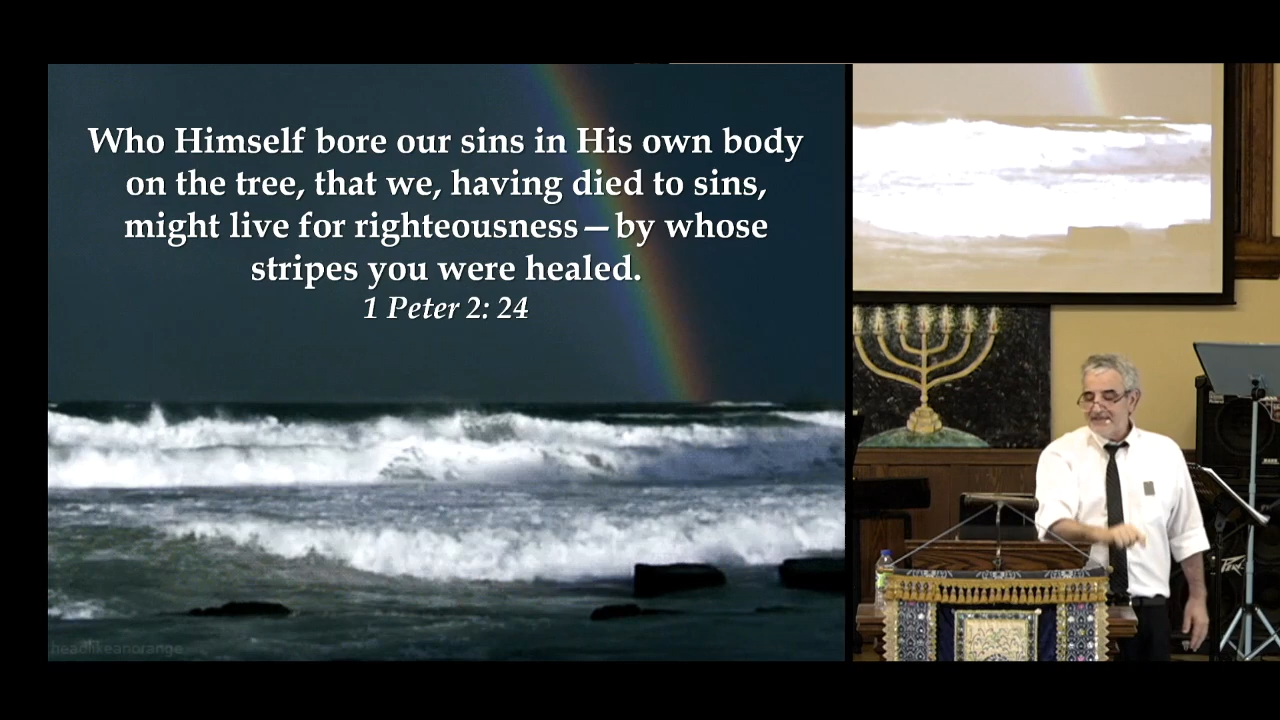 Who Himself bore our sins in His own body
on the tree, that we, having died to sins,
might live for righteousness—by whose
stripes you were healed.
1 Peter 2: 24
headlikeanorange